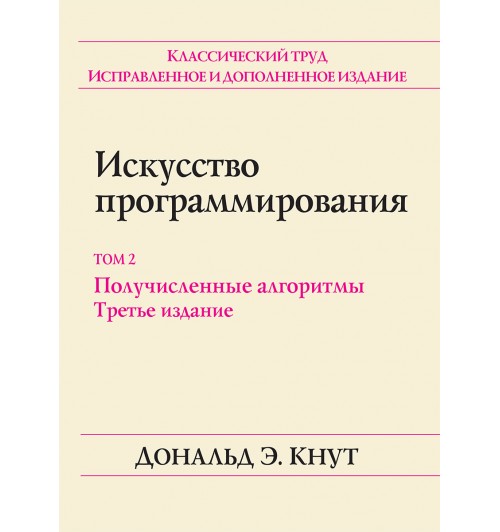 Классический труд
Исправленное и дополненное издание
Искусство
программирования
ТОМ 2
Получисленные алгоритмы
Третье издание
ДОНАЛЬД Э. КНУТ